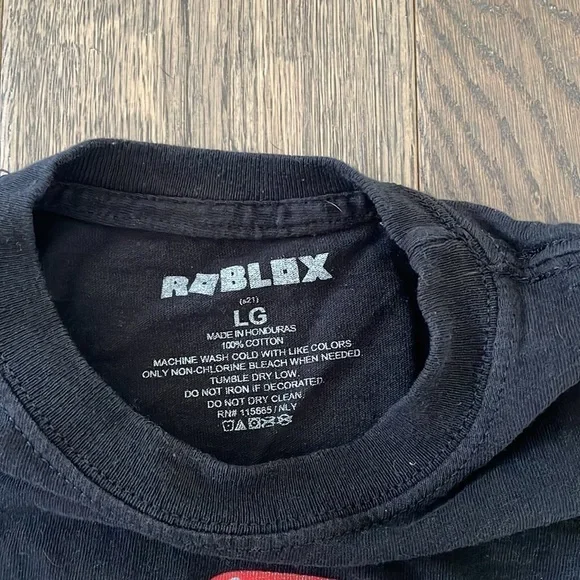 ROBLOX
(s21)
LG
MADE IN HONDURAS
100% COTTON
MACHINE WASH COLD WITH LIKE COLORS
ONLY NON-CHLORINE BLEACH WHEN NEEDED.
TUMBLE DRY LOW.
DO NOT IRON IF DECORATED.
DO NOT DRY CLEAN.
RN# 115665 / NLY